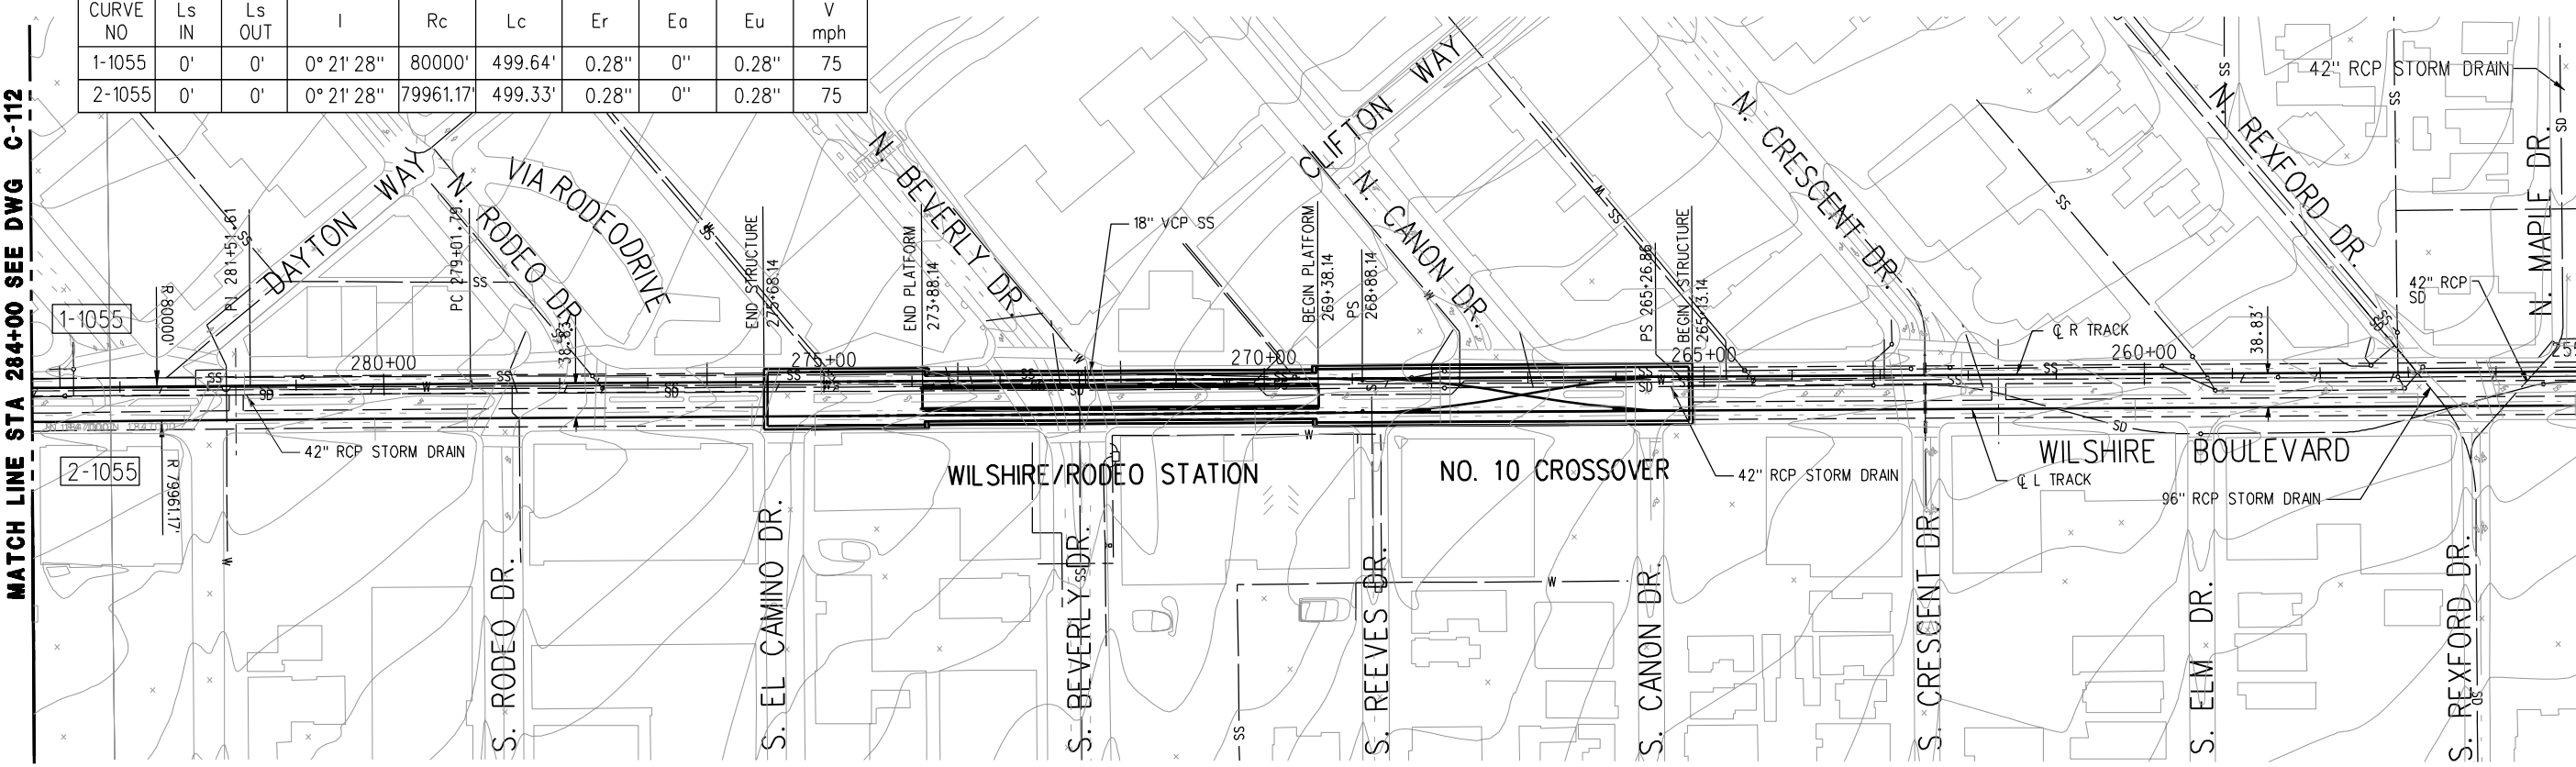 CURVE NO Ls IN Ls OUT I Rc Lc Er Ea Eu V mph
1-1055 0' 0' 0° 21' 28" 80000' 499.64' 0.28" 0" 0.28" 75
2-1055 0' 0' 0° 21' 28" 79961.17' 499.33' 0.28" 0" 0.28" 75
MATCH LINE STA 284+00 SEE DWG C-112
DAYTON WAY
VIA RODEO DRIVE
N. RODEO DR.
N. BEVERLY DR.
CLIFTON WAY
N. CANON DR.
N. CRESCENT DR.
N. REXFORD DR.
N. MAPLE DR.
42" RCP STORM DRAIN
42" RCP SD
1-1055
R 80000'
PI 281+51.61
PC 279+01.79
38.83'
END STRUCTURE
275+68.14
END PLATFORM
273+88.14
18" VCP SS
BEGIN PLATFORM
269+38.14
PS
268+88.14
PS 265+26.86
BEGIN STRUCTURE
265+13.14
℄ R TRACK
38.83'
280+00
275+00
270+00
265+00
260+00
255
2-1055
R 79961.17'
42" RCP STORM DRAIN
WILSHIRE/RODEO STATION
NO. 10 CROSSOVER
42" RCP STORM DRAIN
℄ L TRACK
WILSHIRE BOULEVARD
96" RCP STORM DRAIN
S. RODEO DR.
S. EL CAMINO DR.
S. BEVERLY DR.
S. REEVES DR.
S. CANON DR.
S. CRESCENT DR.
S. ELM DR.
S. REXFORD DR.
SS
SD
W